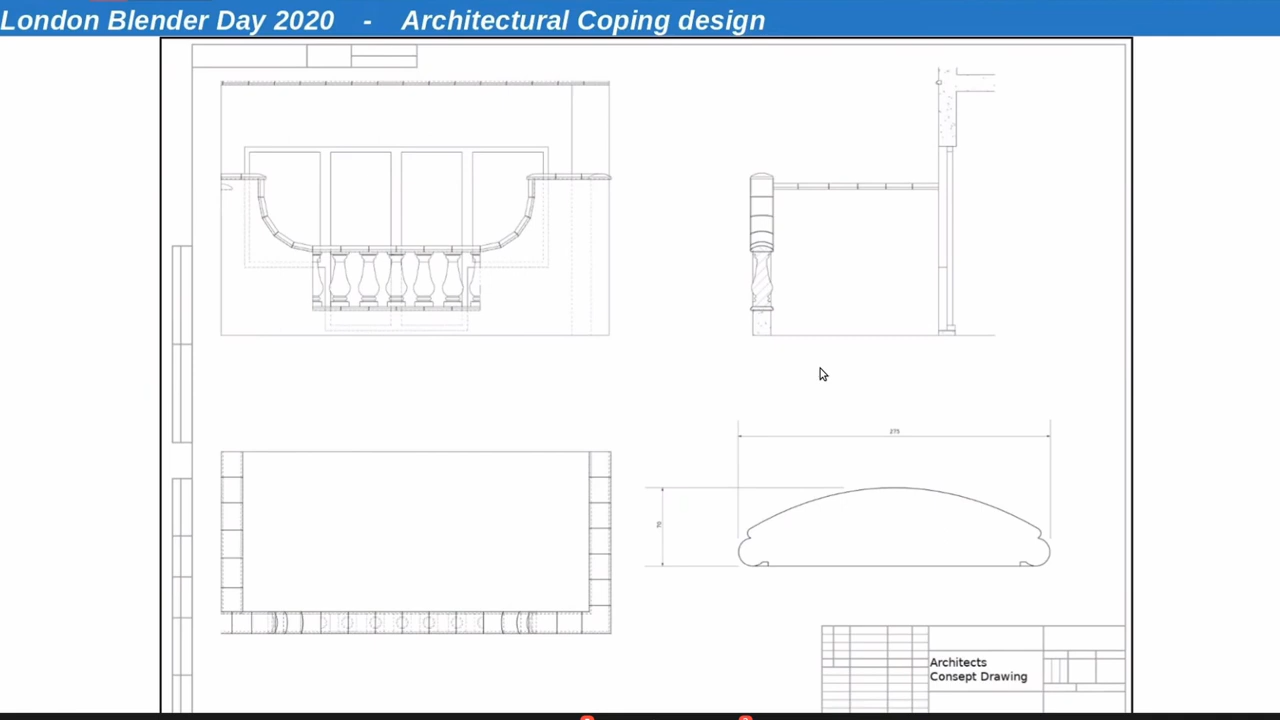 London Blender Day 2020 - Architectural Coping design
275
70
Architects
Consept Drawing